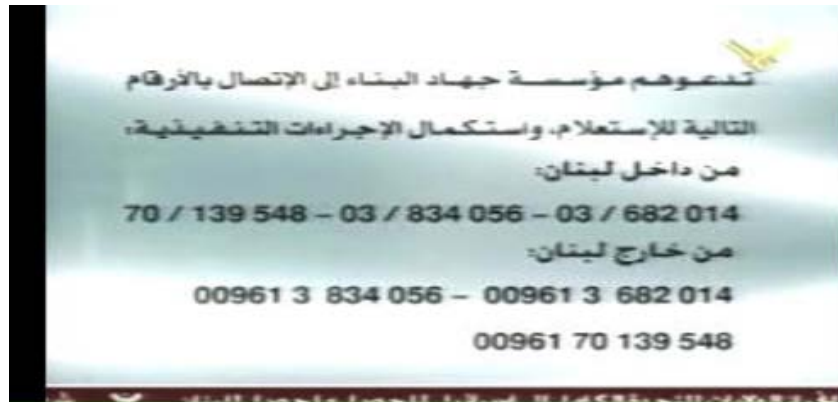 تدعوهم مؤسسة جهاد البناء إلى الإتصال بالأرقام
التالية للإستعلام، واستكمال الإجراءات التنفيذية:
من داخل لبنان:
70 / 139 548 – 03 / 834 056 – 03 / 682 014
من خارج لبنان:
00961 3 834 056 – 00961 3 682 014
00961 70 139 548